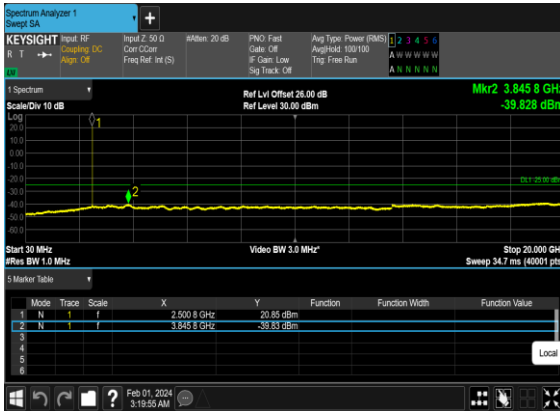 Spectrum Analyzer 1
Swept SA
KEYSIGHT Input: RF Input Z: 50 Ω #Atten: 20 dB PNO: Fast Avg Type: Power (RMS) 1 2 3 4 5 6
R T Coupling: DC Corr CCorr Gate: Off Avg|Hold: 100/100 A W W W W W
Align: Off Freq Ref: Int (S) IF Gain: Low Trig: Free Run
Sig Track: Off A N N N N N
1 Spectrum
Scale/Div 10 dB Ref Lvl Offset 26.00 dB Mkr2 3.845 8 GHz
Ref Level 30.00 dBm -39.828 dBm
Log
20.0
10.0
0.00
-10.0
-20.0
-30.0
-40.0
-50.0
-60.0
1
2
DL1 -25.00 dBm
Start 30 MHz Video BW 3.0 MHz* Stop 20.000 GHz
#Res BW 1.0 MHz Sweep 34.7 ms (40001 pts)
5 Marker Table
Mode Trace Scale X Y Function Function Width Function Value
1 N 1 f 2.500 8 GHz 20.85 dBm
2 N 1 f 3.845 8 GHz -39.83 dBm
3
4
5
6
Local
? Feb 01, 2024
3:19:55 AM